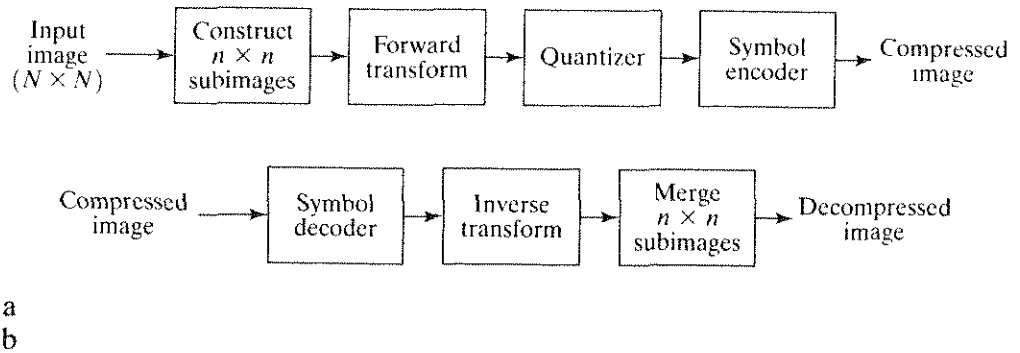 Input
image
(N × N)
Construct
n × n
subimages
Forward
transform
Quantizer
Symbol
encoder
Compressed
image
Compressed
image
Symbol
decoder
Inverse
transform
Merge
n × n
subimages
Decompressed
image
a
b